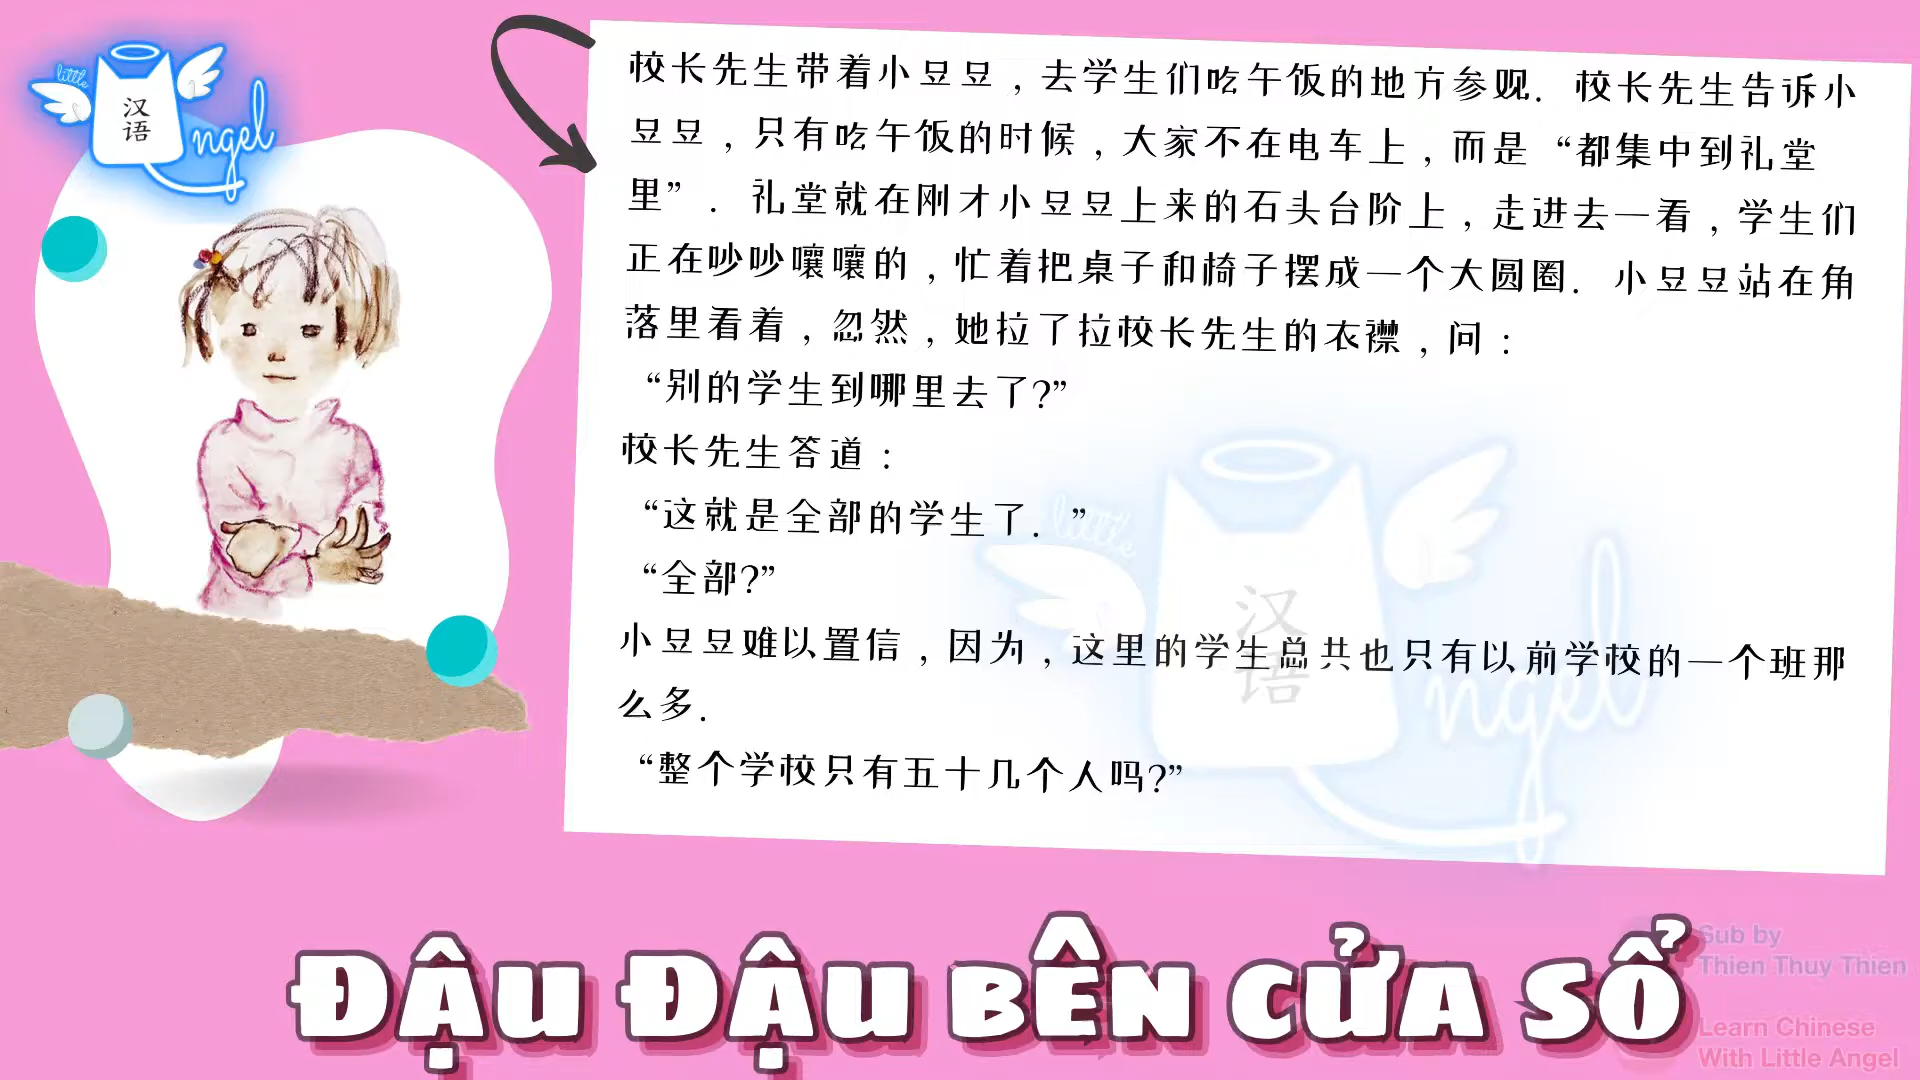 little
汉
语
ngel
校长先生带着小豆豆，去学生们吃午饭的地方参观． 校长先生告诉小
豆豆，只有吃午饭的时候，大家不在电车上，而是“都集中到礼堂
里”． 礼堂就在刚才小豆豆上来的石头台阶上，走进去一看，学生们
正在吵吵嚷嚷的，忙着把桌子和椅子摆成一个大圆圈．小豆豆站在角
落里看着，忽然，她拉了拉校长先生的衣襟，问：
“别的学生到哪里去了?”
校长先生答道：
“这就是全部的学生了．”
“全部?”
小豆豆难以置信，因为，这里的学生总共也只有以前学校的一个班那
么多．
“整个学校只有五十几个人吗?”
little
汉
语
ngel
ĐẬU ĐẬU BÊN CỬA SỔ
Sub by
Thien Thuy Thien
Learn Chinese
With Little Angel